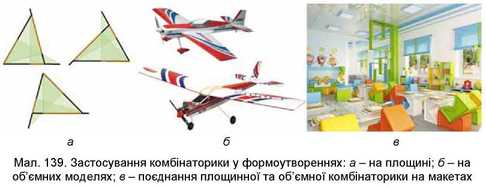 а
б
в
Мал. 139. Застосування комбінаторики у формоутвореннях: а – на площині; б – на
об'ємних моделях; в – поєднання площинної та об'ємної комбінаторики на макетах